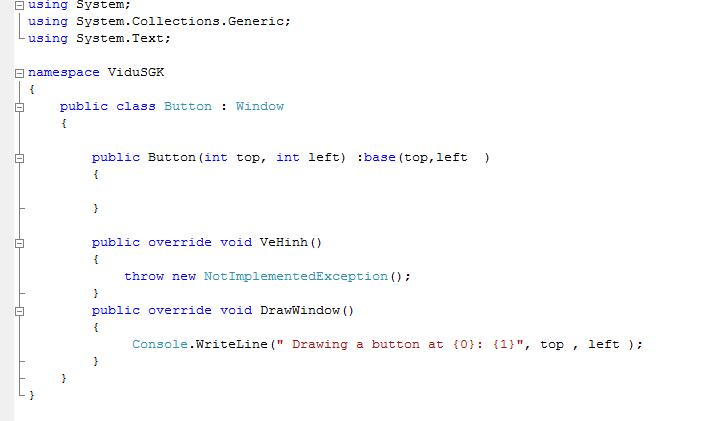 using System;
using System.Collections.Generic;
using System.Text;
namespace ViduSGK
{
public class Button : Window
{
public Button(int top, int left) :base(top,left  )
{
}
public override void VeHinh()
{
throw new NotImplementedException();
}
public override void DrawWindow()
{
Console.WriteLine(" Drawing a button at {0}: {1}", top , left );
}
}
}